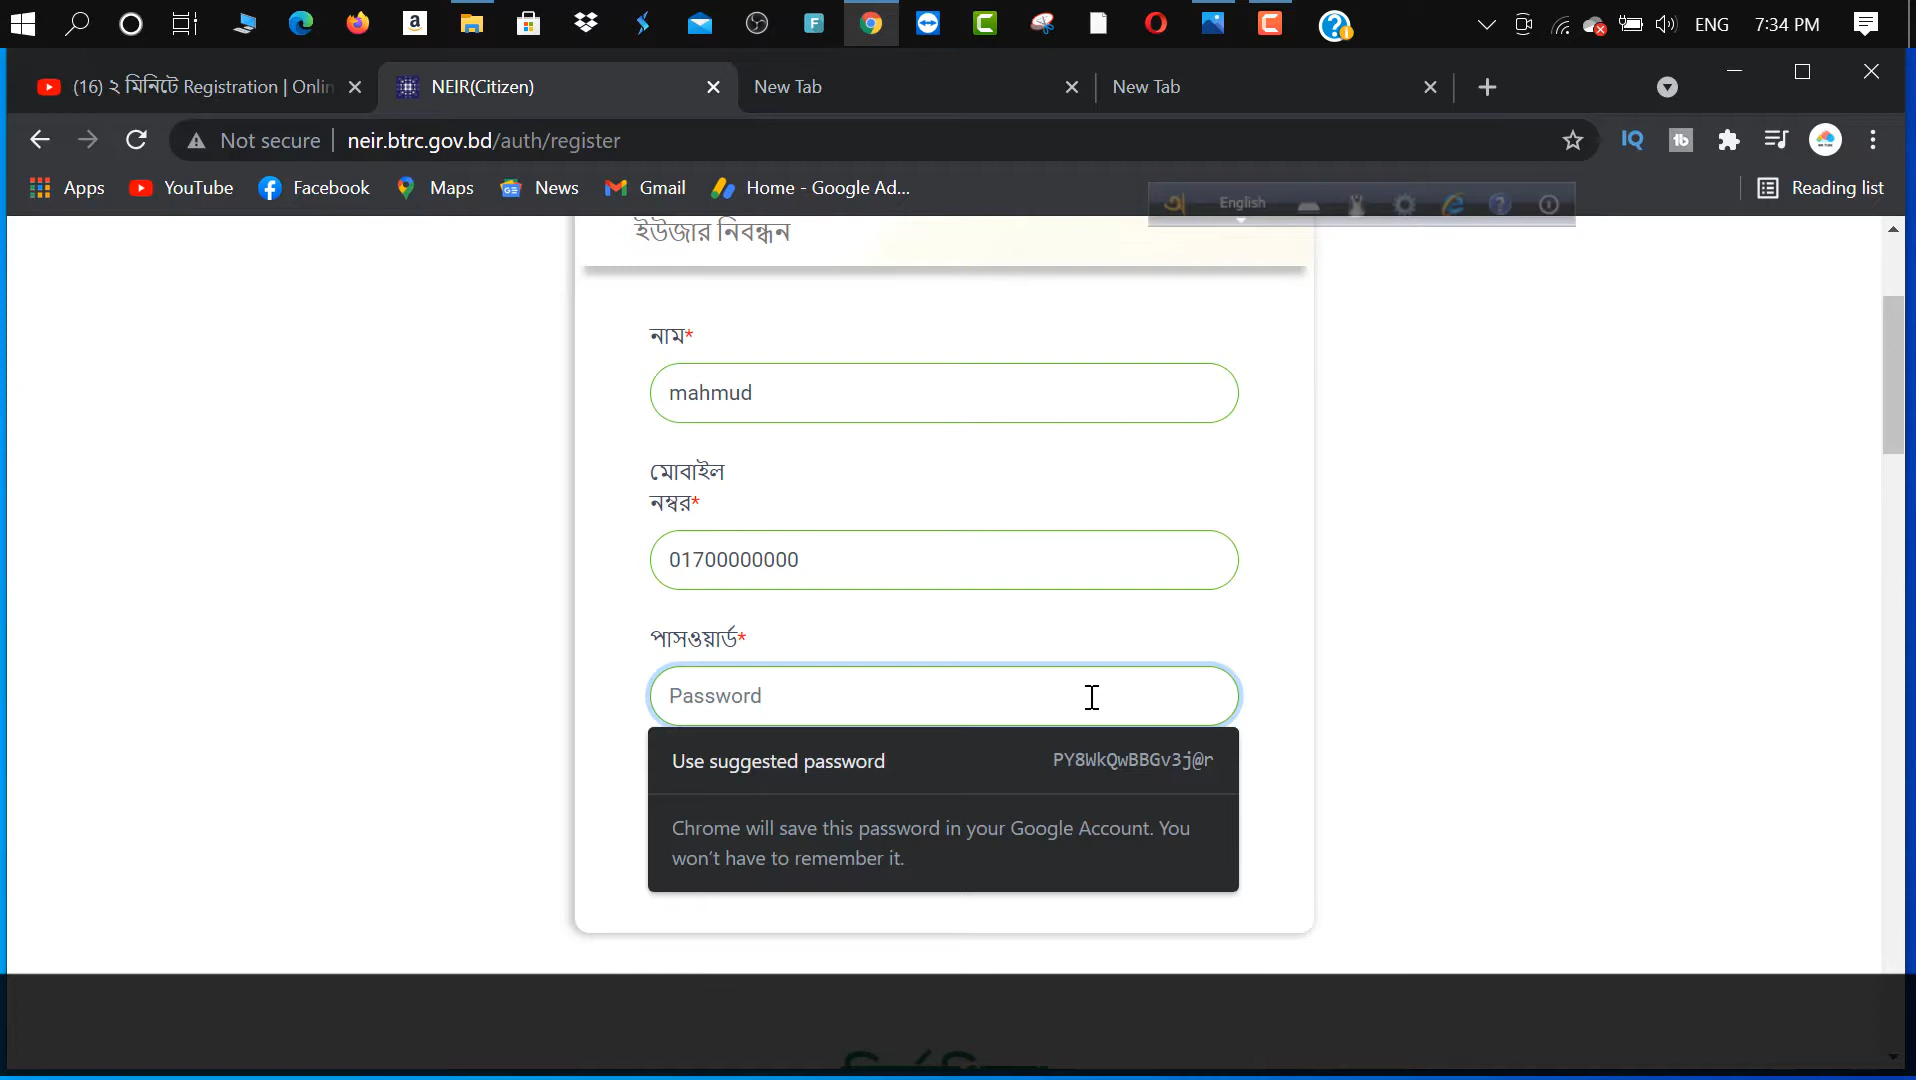 ENG
7:34 PM
(16) ২ মিনিটে Registration | Onlin
NEIR(Citizen)
New Tab
New Tab
Not secure
neir.btrc.gov.bd/auth/register
Apps
YouTube
Facebook
Maps
News
Gmail
Home - Google Ad...
Reading list
English
ইউজার নিবন্ধন
নাম*
mahmud
মোবাইল
নম্বর*
01700000000
পাসওয়ার্ড*
Password
Use suggested password
PY8WkQwBBGv3j@r
Chrome will save this password in your Google Account. You
won't have to remember it.